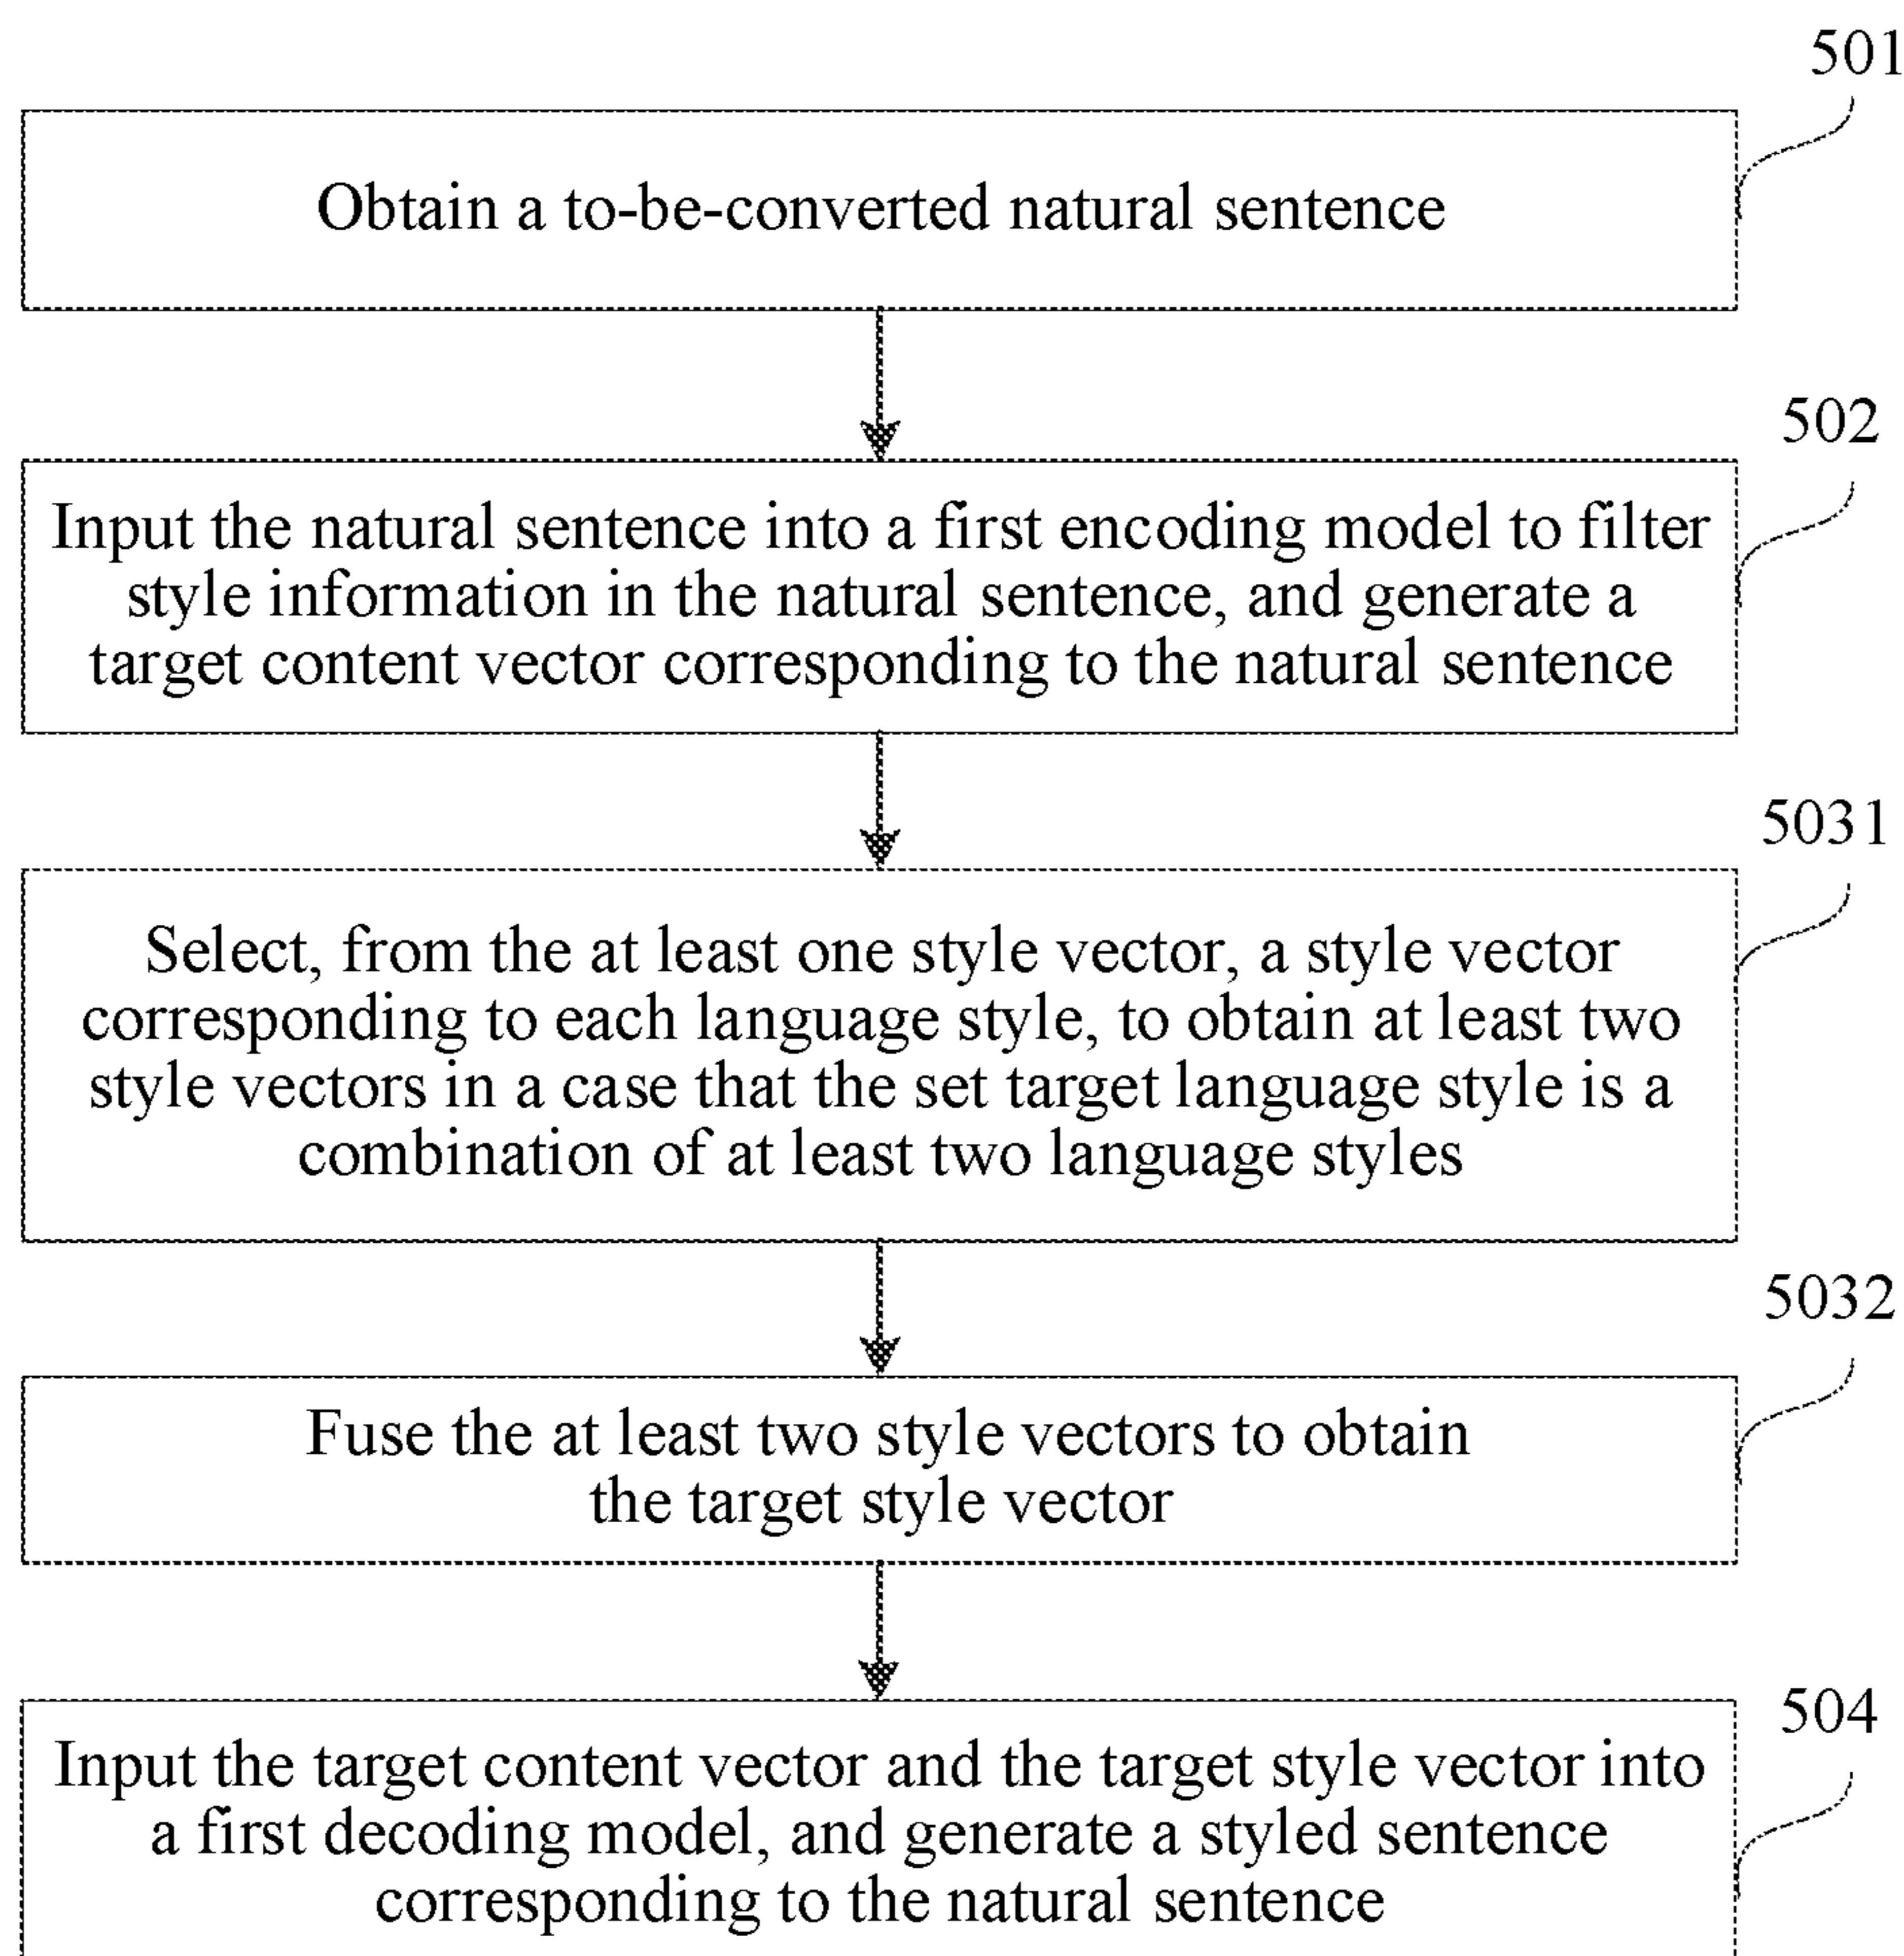 501
Obtain a to-be-converted natural sentence
502
Input the natural sentence into a first encoding model to filter
style information in the natural sentence, and generate a
target content vector corresponding to the natural sentence
5031
Select, from the at least one style vector, a style vector
corresponding to each language style, to obtain at least two
style vectors in a case that the set target language style is a
combination of at least two language styles
5032
Fuse the at least two style vectors to obtain
the target style vector
504
Input the target content vector and the target style vector into
a first decoding model, and generate a styled sentence
corresponding to the natural sentence